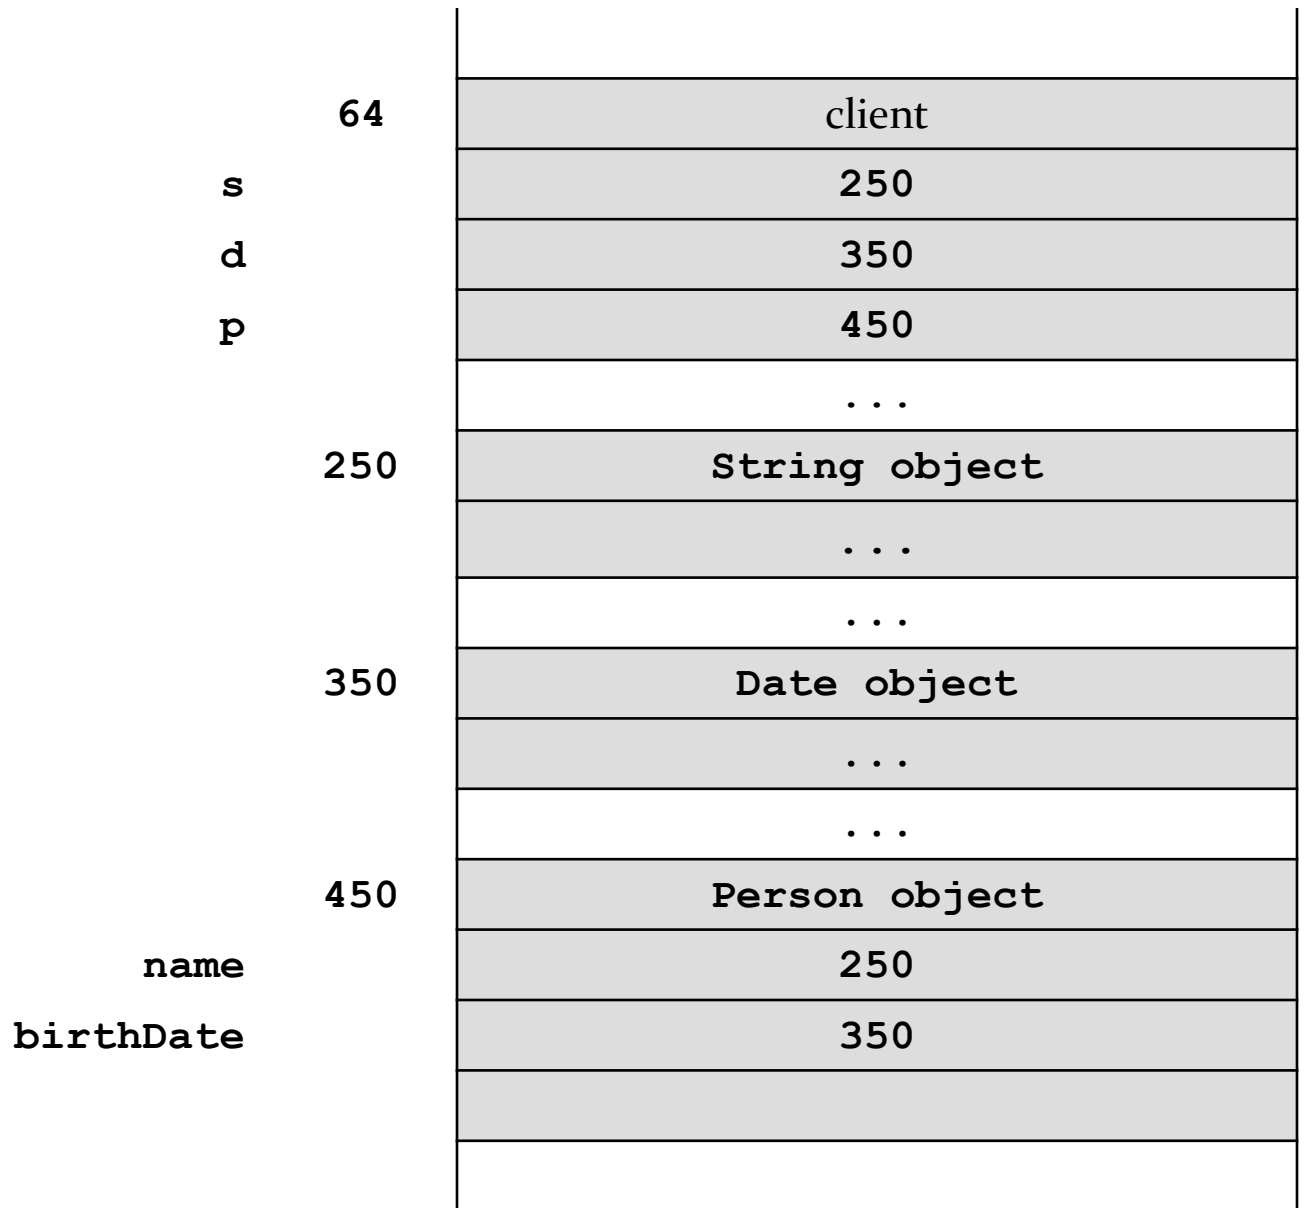 64 client
s 250
d 350
p 450
...
250 String object
...
...
350 Date object
...
...
450 Person object
name 250
birthDate 350